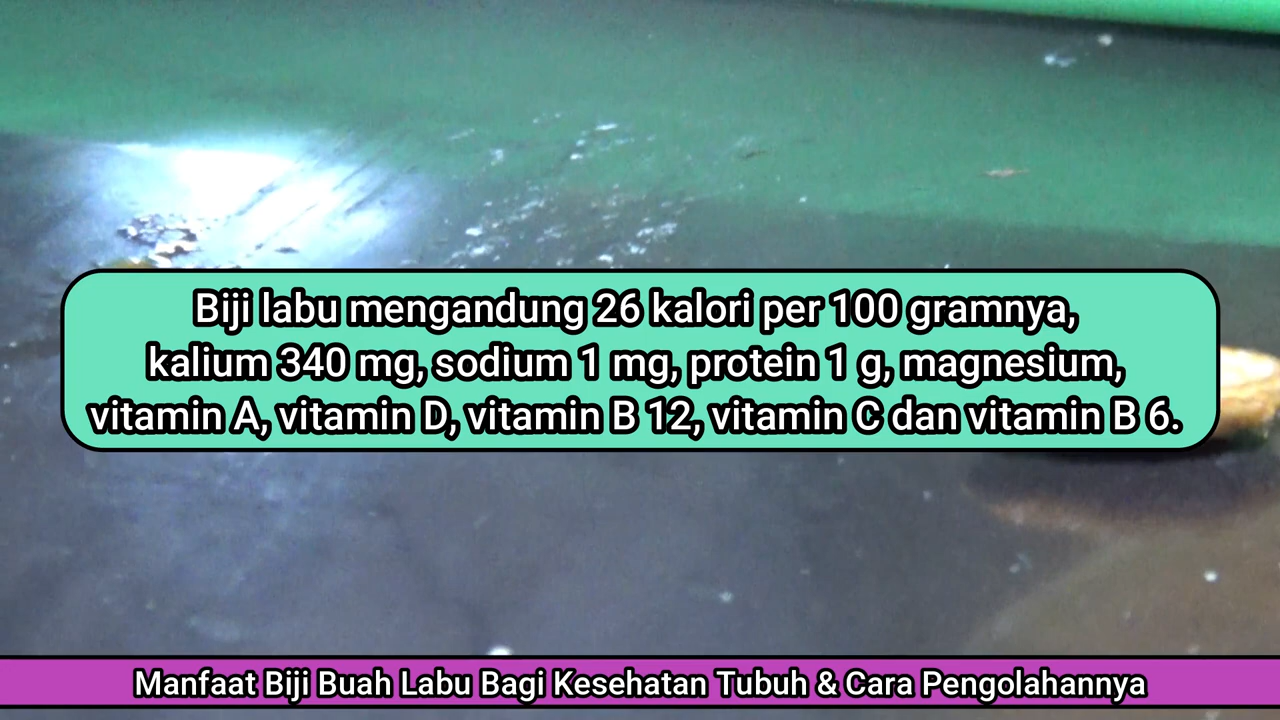 Biji labu mengandung 26 kalori per 100 gramnya,
kalium 340 mg, sodium 1 mg, protein 1 g, magnesium,
vitamin A, vitamin D, vitamin B 12, vitamin C dan vitamin B 6.
Manfaat Biji Buah Labu Bagi Kesehatan Tubuh & Cara Pengolahannya